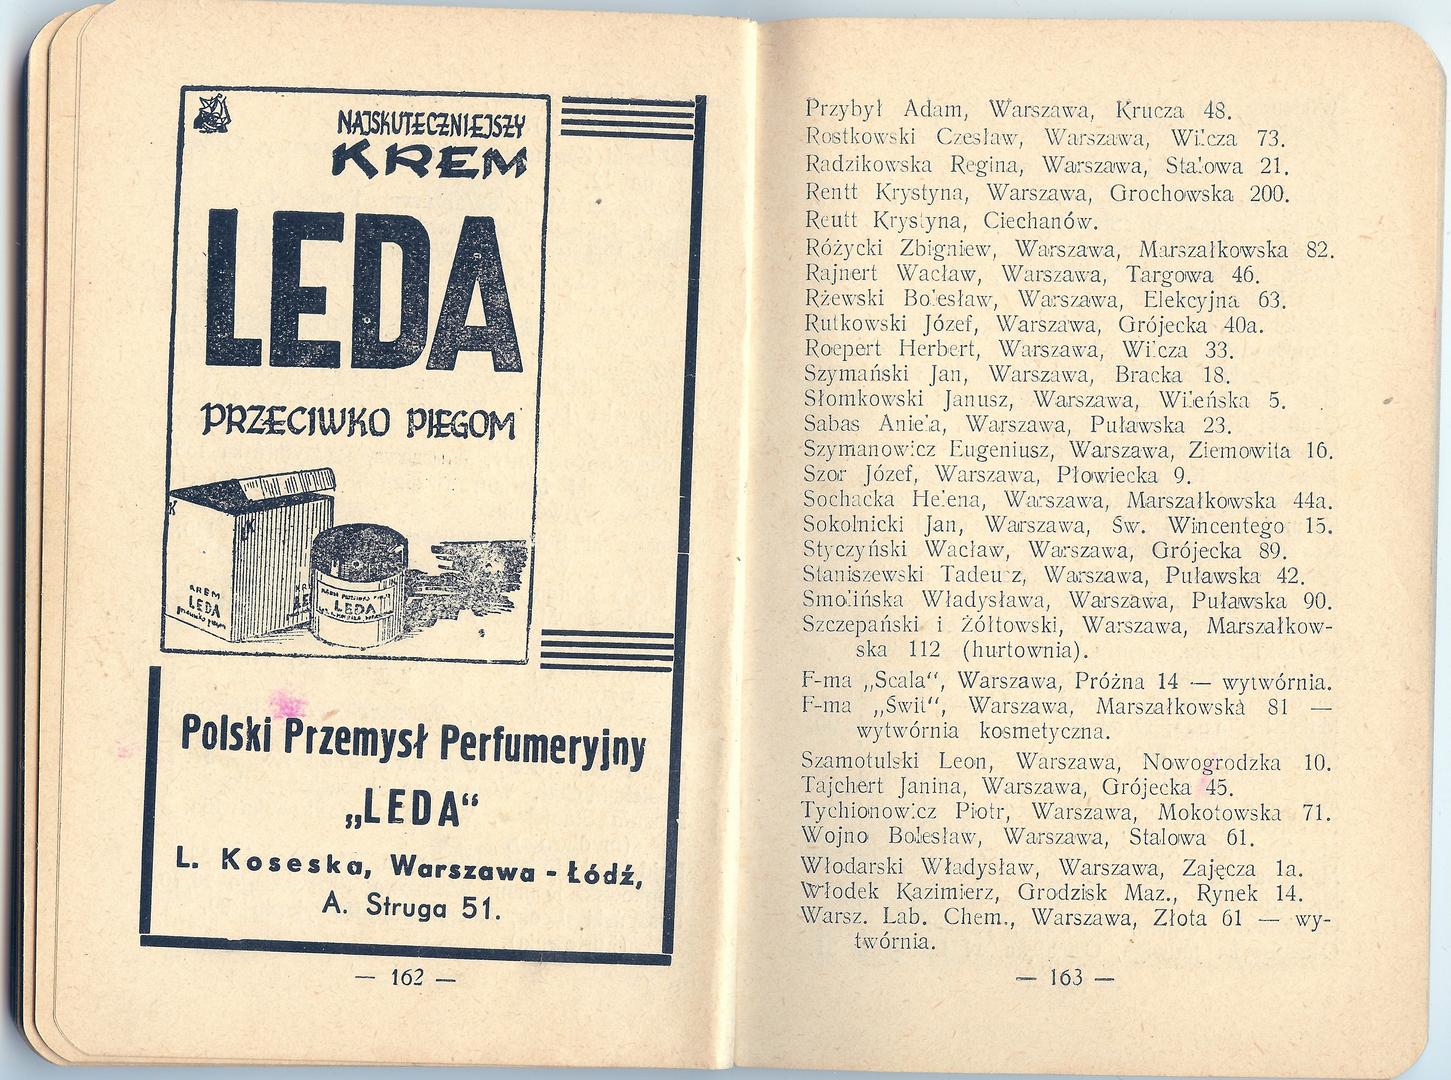 NAJSKUTECZNIEJSZY
KREM
LEDA
PRZECIWKO PIEGOM
KREM
LEDA
LEDA
Polski Przemysł Perfumeryjny
„LEDA“
L. Koseska, Warszawa - Łódź,
A. Struga 51.
— 162 —
Przybył Adam, Warszawa, Krucza 48.
Rostkowski Czesław, Warszawa, Wilcza 73.
Radzikowska Regina, Warszawa, Stalowa 21.
Rentt Krystyna, Warszawa, Grochowska 200.
Reutt Krystyna, Ciechanów.
Różycki Zbigniew, Warszawa, Marszałkowska 82.
Rajnert Wacław, Warszawa, Targowa 46.
Rżewski Bolesław, Warszawa, Elekcyjna 63.
Rutkowski Józef, Warszawa, Grójecka 40a.
Roepert Herbert, Warszawa, Wilcza 33.
Szymański Jan, Warszawa, Bracka 18.
Słomkowski Janusz, Warszawa, Wileńska 5.
Sabas Aniela, Warszawa, Puławska 23.
Szymanowicz Eugeniusz, Warszawa, Ziemowita 16.
Szor Józef, Warszawa, Płowiecka 9.
Sochacka Helena, Warszawa, Marszałkowska 44a.
Sokolnicki Jan, Warszawa, Św. Wincentego 15.
Styczyński Wacław, Warszawa, Grójecka 89.
Staniszewski Tadeusz, Warszawa, Puławska 42.
Smolińska Władysława, Warszawa, Puławska 90.
Szczepański i Żółtowski, Warszawa, Marszałkow-
ska 112 (hurtownia).
F-ma „Scala“, Warszawa, Próżna 14 — wytwórnia.
F-ma „Świt“, Warszawa, Marszałkowska 81 —
wytwórnia kosmetyczna.
Szamotulski Leon, Warszawa, Nowogrodzka 10.
Tajchert Janina, Warszawa, Grójecka 45.
Tychionowicz Piotr, Warszawa, Mokotowska 71.
Wojno Bolesław, Warszawa, Stalowa 61.
Włodarski Władysław, Warszawa, Zajęcza 1a.
Włodek Kazimierz, Grodzisk Maz., Rynek 14.
Warsz. Lab. Chem., Warszawa, Złota 61 — wy-
twórnia.
— 163 —